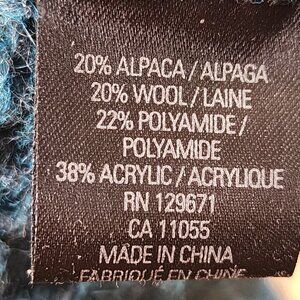 20% ALPACA / ALPAGA
20% WOOL / LAINE
22% POLYAMIDE /
POLYAMIDE
38% ACRYLIC / ACRYLIQUE
RN 129671
CA 11055
MADE IN CHINA
FABRIQUÉ EN CHINE